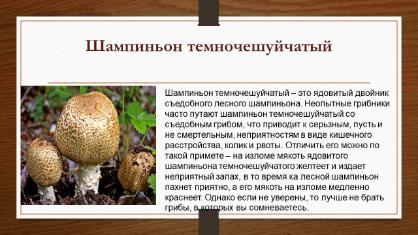 Шампиньон темночешуйчатый
Шампиньон темночешуйчатый – это ядовитый двойник
съедобного лесного шампиньона. Неопытные грибники
часто путают шампиньон темночешуйчатый со
съедобным грибом, что приводит к серьезным, пусть и
не смертельным, неприятностям в виде кишечного
расстройства, колик и рвоты. Отличить его можно по
такой примете – на изломе мякоть ядовитого
шампиньона темночешуйчатого желтеет и издает
неприятный запах, в то время ка лесной шампиньон
пахнет приятно, а его мякоть на изломе медленно
краснеет. Однако если не уверены, то лучше не брать
грибы, в которых вы сомневаетесь.